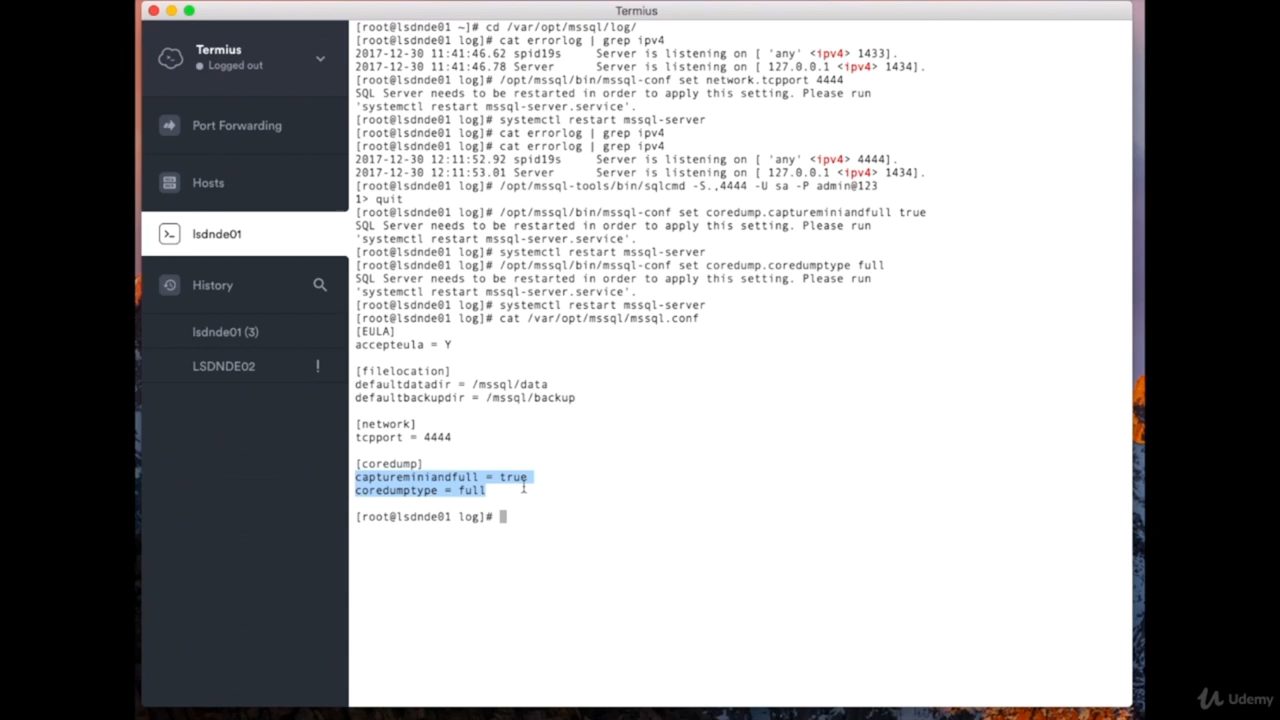 Termius
Termius
Logged out
Port Forwarding
Hosts
lsdnde01
History
lsdnde01 (3)
LSDNDE02 !
[root@lsdnde01 ~]# cd /var/opt/mssql/log/
[root@lsdnde01 log]# cat errorlog | grep ipv4
2017-12-30 11:41:46.62 spid19s     Server is listening on [ 'any' <ipv4> 1433].
2017-12-30 11:41:46.78 Server      Server is listening on [ 127.0.0.1 <ipv4> 1434].
[root@lsdnde01 log]# /opt/mssql/bin/mssql-conf set network.tcpport 4444
SQL Server needs to be restarted in order to apply this setting. Please run
'systemctl restart mssql-server.service'.
[root@lsdnde01 log]# systemctl restart mssql-server
[root@lsdnde01 log]# cat errorlog | grep ipv4
[root@lsdnde01 log]# cat errorlog | grep ipv4
2017-12-30 12:11:52.92 spid19s     Server is listening on [ 'any' <ipv4> 4444].
2017-12-30 12:11:53.01 Server      Server is listening on [ 127.0.0.1 <ipv4> 1434].
[root@lsdnde01 log]# /opt/mssql-tools/bin/sqlcmd -S.,4444 -U sa -P admin@123
1> quit
[root@lsdnde01 log]# /opt/mssql/bin/mssql-conf set coredump.captureminiandfull true
SQL Server needs to be restarted in order to apply this setting. Please run
'systemctl restart mssql-server.service'.
[root@lsdnde01 log]# systemctl restart mssql-server
[root@lsdnde01 log]# /opt/mssql/bin/mssql-conf set coredump.coredumptype full
SQL Server needs to be restarted in order to apply this setting. Please run
'systemctl restart mssql-server.service'.
[root@lsdnde01 log]# systemctl restart mssql-server
[root@lsdnde01 log]# cat /var/opt/mssql/mssql.conf
[EULA]
accepteula = Y
[filelocation]
defaultdatadir = /mssql/data
defaultbackupdir = /mssql/backup
[network]
tcpport = 4444
[coredump]
captureminiandfull = true
coredumptype = full
[root@lsdnde01 log]#
Udemy